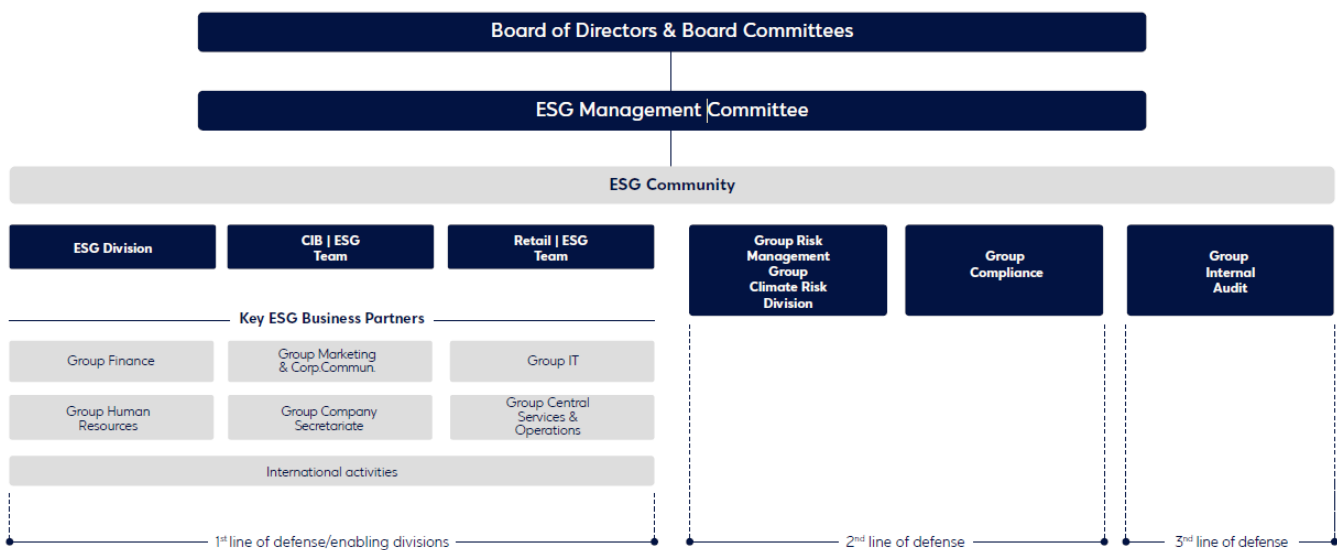 Board of Directors & Board Committees
ESG Management Committee
ESG Community
ESG Division
CIB | ESG
Team
Retail | ESG
Team
Group Risk
Management
Group
Climate Risk
Division
Group
Compliance
Group
Internal
Audit
Key ESG Business Partners
Group Finance
Group Marketing
& Corp.Commun.
Group IT
Group Human
Resources
Group Company
Secretariate
Group Central
Services &
Operations
International activities
1st line of defense/enabling divisions
2nd line of defense
3rd line of defense